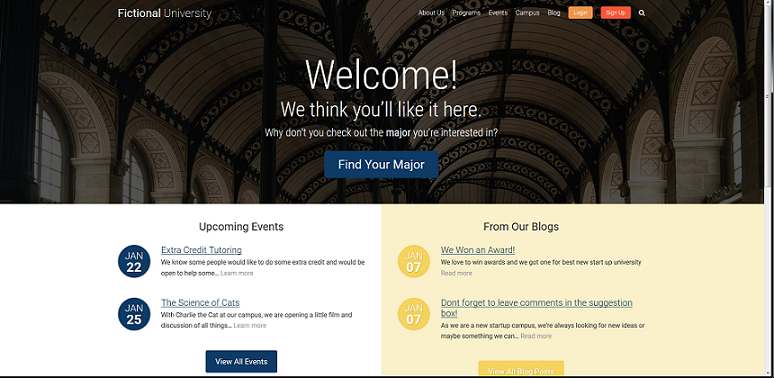 Fictional University
About Us Programs Events Campus Blog Login Sign Up
Welcome!
We think you'll like it here.
Why don't you check out the major you're interested in?
Find Your Major
Upcoming Events
JAN
22
Extra Credit Tutoring
We know some people would like to do some extra credit and would be
open to help some... Learn more
JAN
25
The Science of Cats
With Charlie the Cat at our campus, we are opening a little film and
discussion of all things... Learn more
View All Events
From Our Blogs
JAN
07
We Won an Award!
We love to win awards and we got one for best new start up university
Read more
JAN
07
Dont forget to leave comments in the suggestion
box!
As we are a new startup campus, we're always looking for new ideas or
maybe something we can... Read more
View All Blog Posts